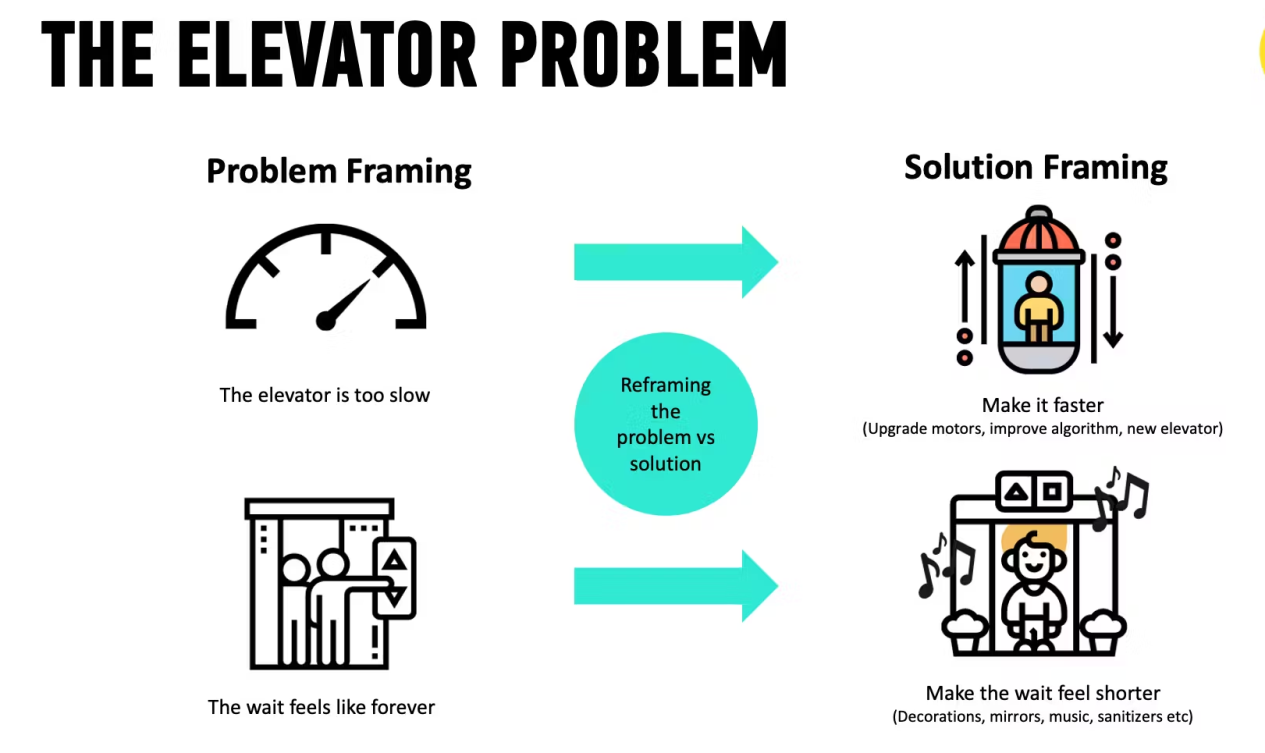 THE ELEVATOR PROBLEM
Problem Framing
Solution Framing
The elevator is too slow
Make it faster
(Upgrade motors, improve algorithm, new elevator)
Reframing
the
problem vs
solution
The wait feels like forever
Make the wait feel shorter
(Decorations, mirrors, music, sanitizers etc)